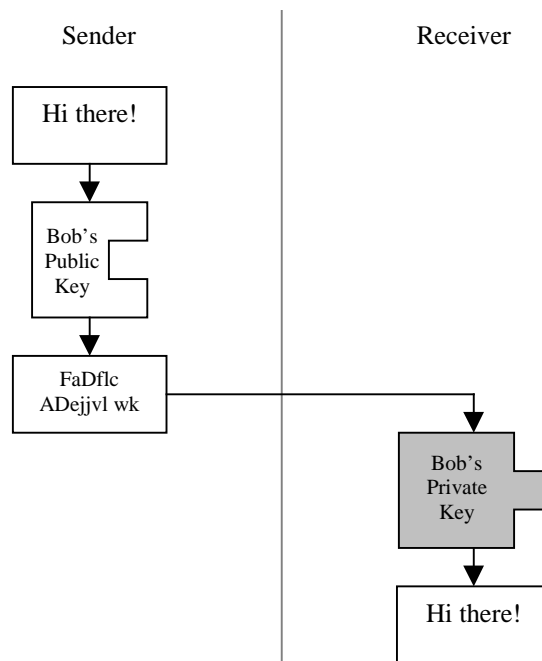 Sender
Receiver
Hi there!
Bob's
Public
Key
FaDflc
ADejjvl wk
Bob's
Private
Key
Hi there!